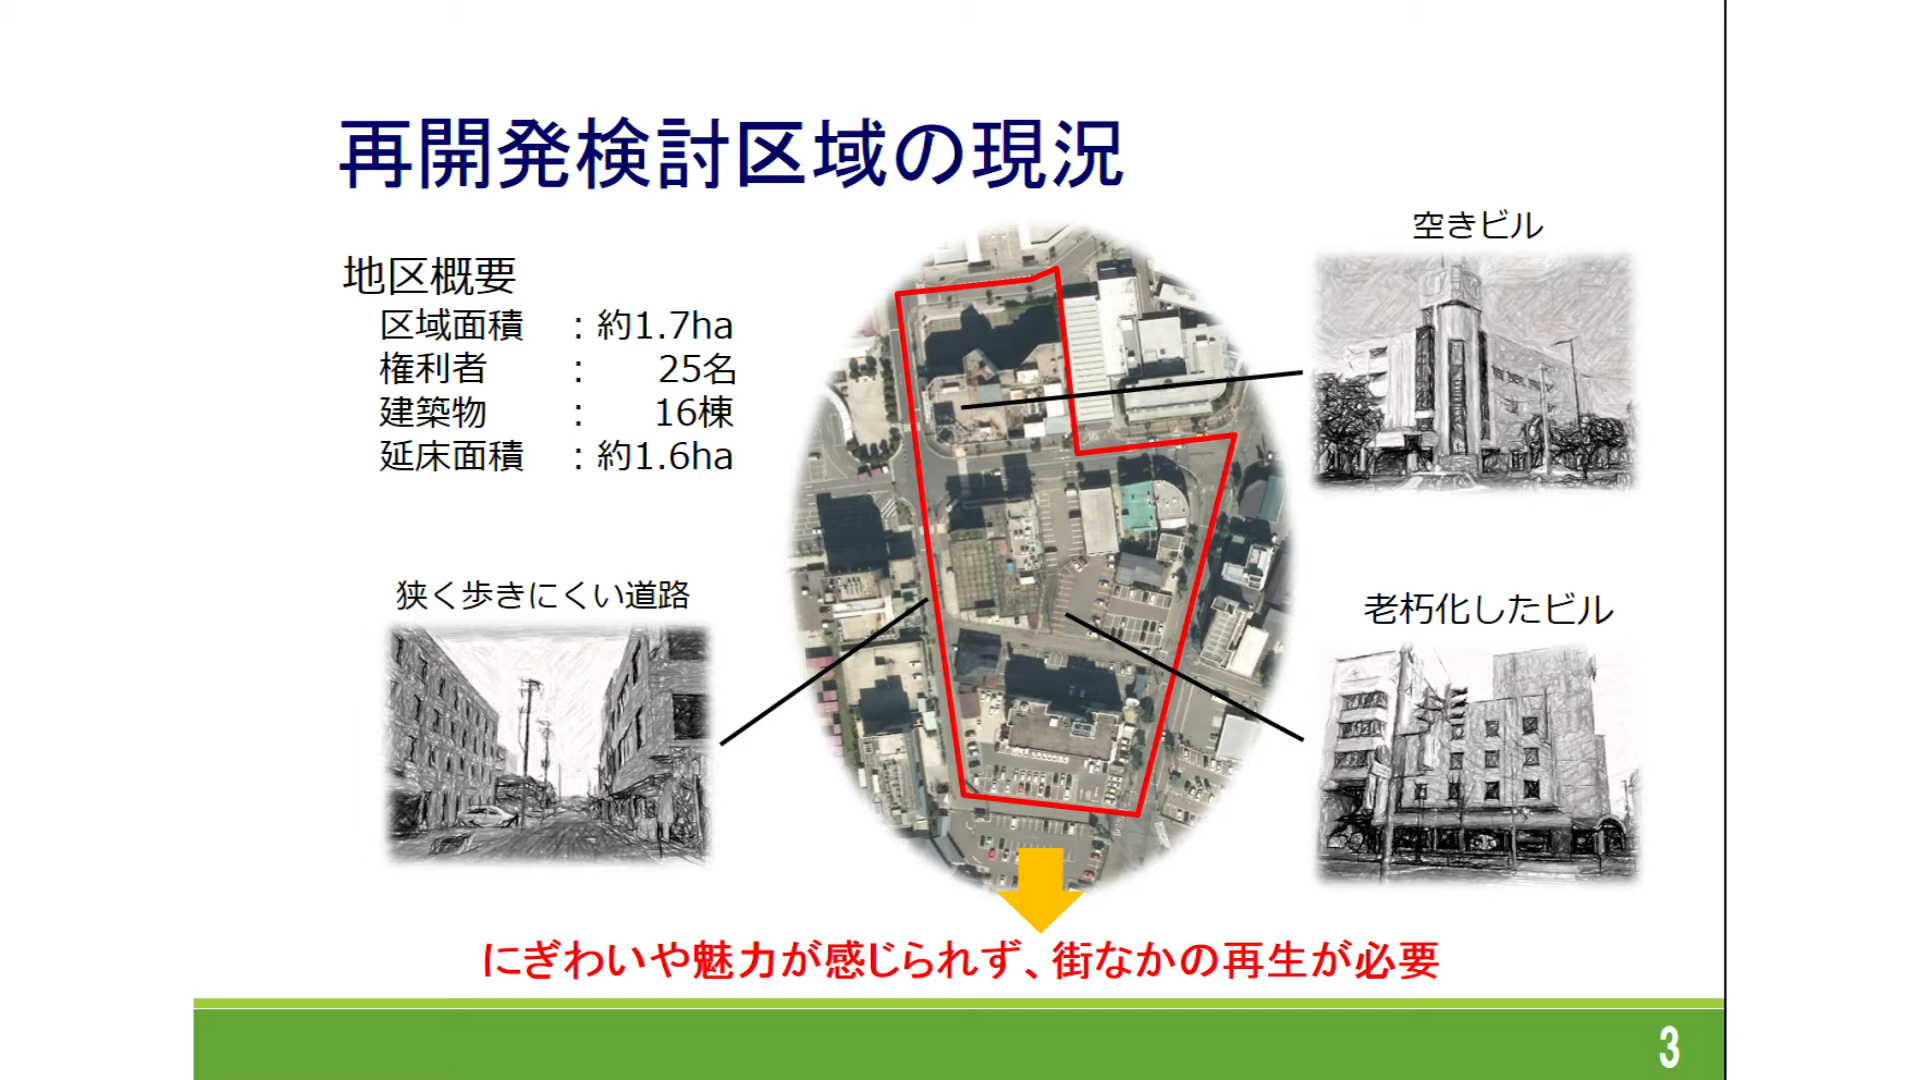 再開発検討区域の現況
地区概要
区域面積 ：約1.7ha
権利者 ： 25名
建築物 ： 16棟
延床面積 ：約1.6ha
空きビル
狭く歩きにくい道路
老朽化したビル
にぎわいや魅力が感じられず、街なかの再生が必要
3